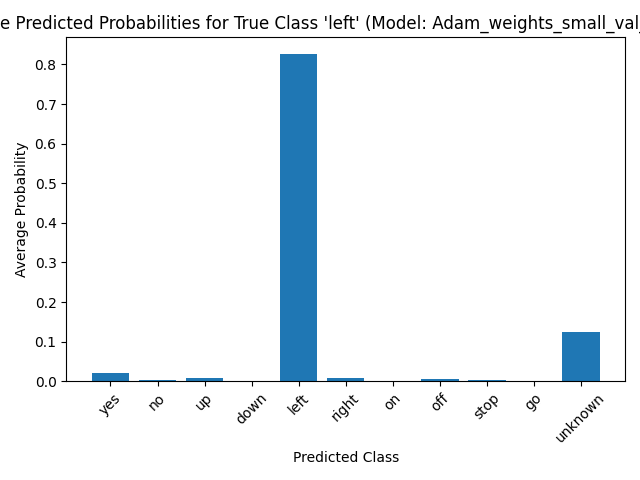 e Predicted Probabilities for True Class 'left' (Model: Adam_weights_small_val_
Average Probability
0.8
0.7
0.6
0.5
0.4
0.3
0.2
0.1
0.0
yes
no
up
down
left
right
on
off
stop
go
unknown
Predicted Class